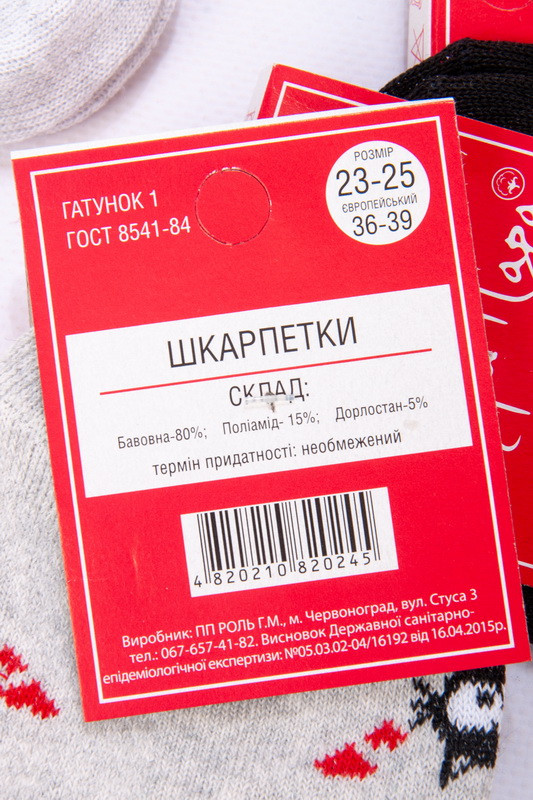 ГАТУНОК 1
ГОСТ 8541-84
РОЗМІР
23-25
ЄВРОПЕЙСЬКИЙ
36-39
ШКАРПЕТКИ
СКЛАД:
Бавовна-80%; Поліамід- 15%; Дорлостан-5%
термін придатності: необмежений
4 820210 820245
Виробник: ПП РОЛЬ Г.М., м. Червоноград, вул. Стуса 3
тел.: 067-657-41-82. Висновок Державної санітарно-
епідеміологічної експертизи: №05.03.02-04/16192 від 16.04.2015р.